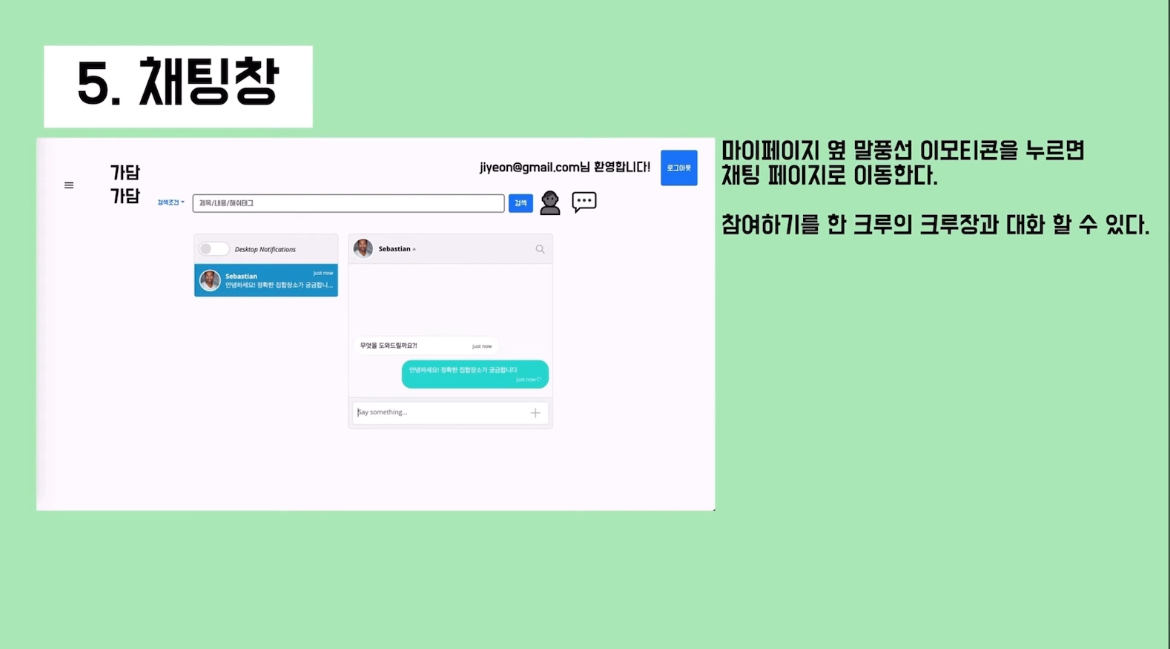 5. 채팅창
마이페이지 옆 말풍선 이모티콘을 누르면
채팅 페이지로 이동한다.
참여하기를 한 크루의 크루장과 대화 할 수 있다.
가담
가담
jiyeon@gmail.com님 환영합니다!
로그아웃
검색조건
제목/내용/해이태그
검색
Desktop Notifications
Sebastian
just now
안녕하세요! 정확한 집합장소가 궁금합니...
Sebastian
무엇을 도와드릴까요?!
just now
안녕하세요! 정확한 집합장소가 궁금합니다
just now
Say something...